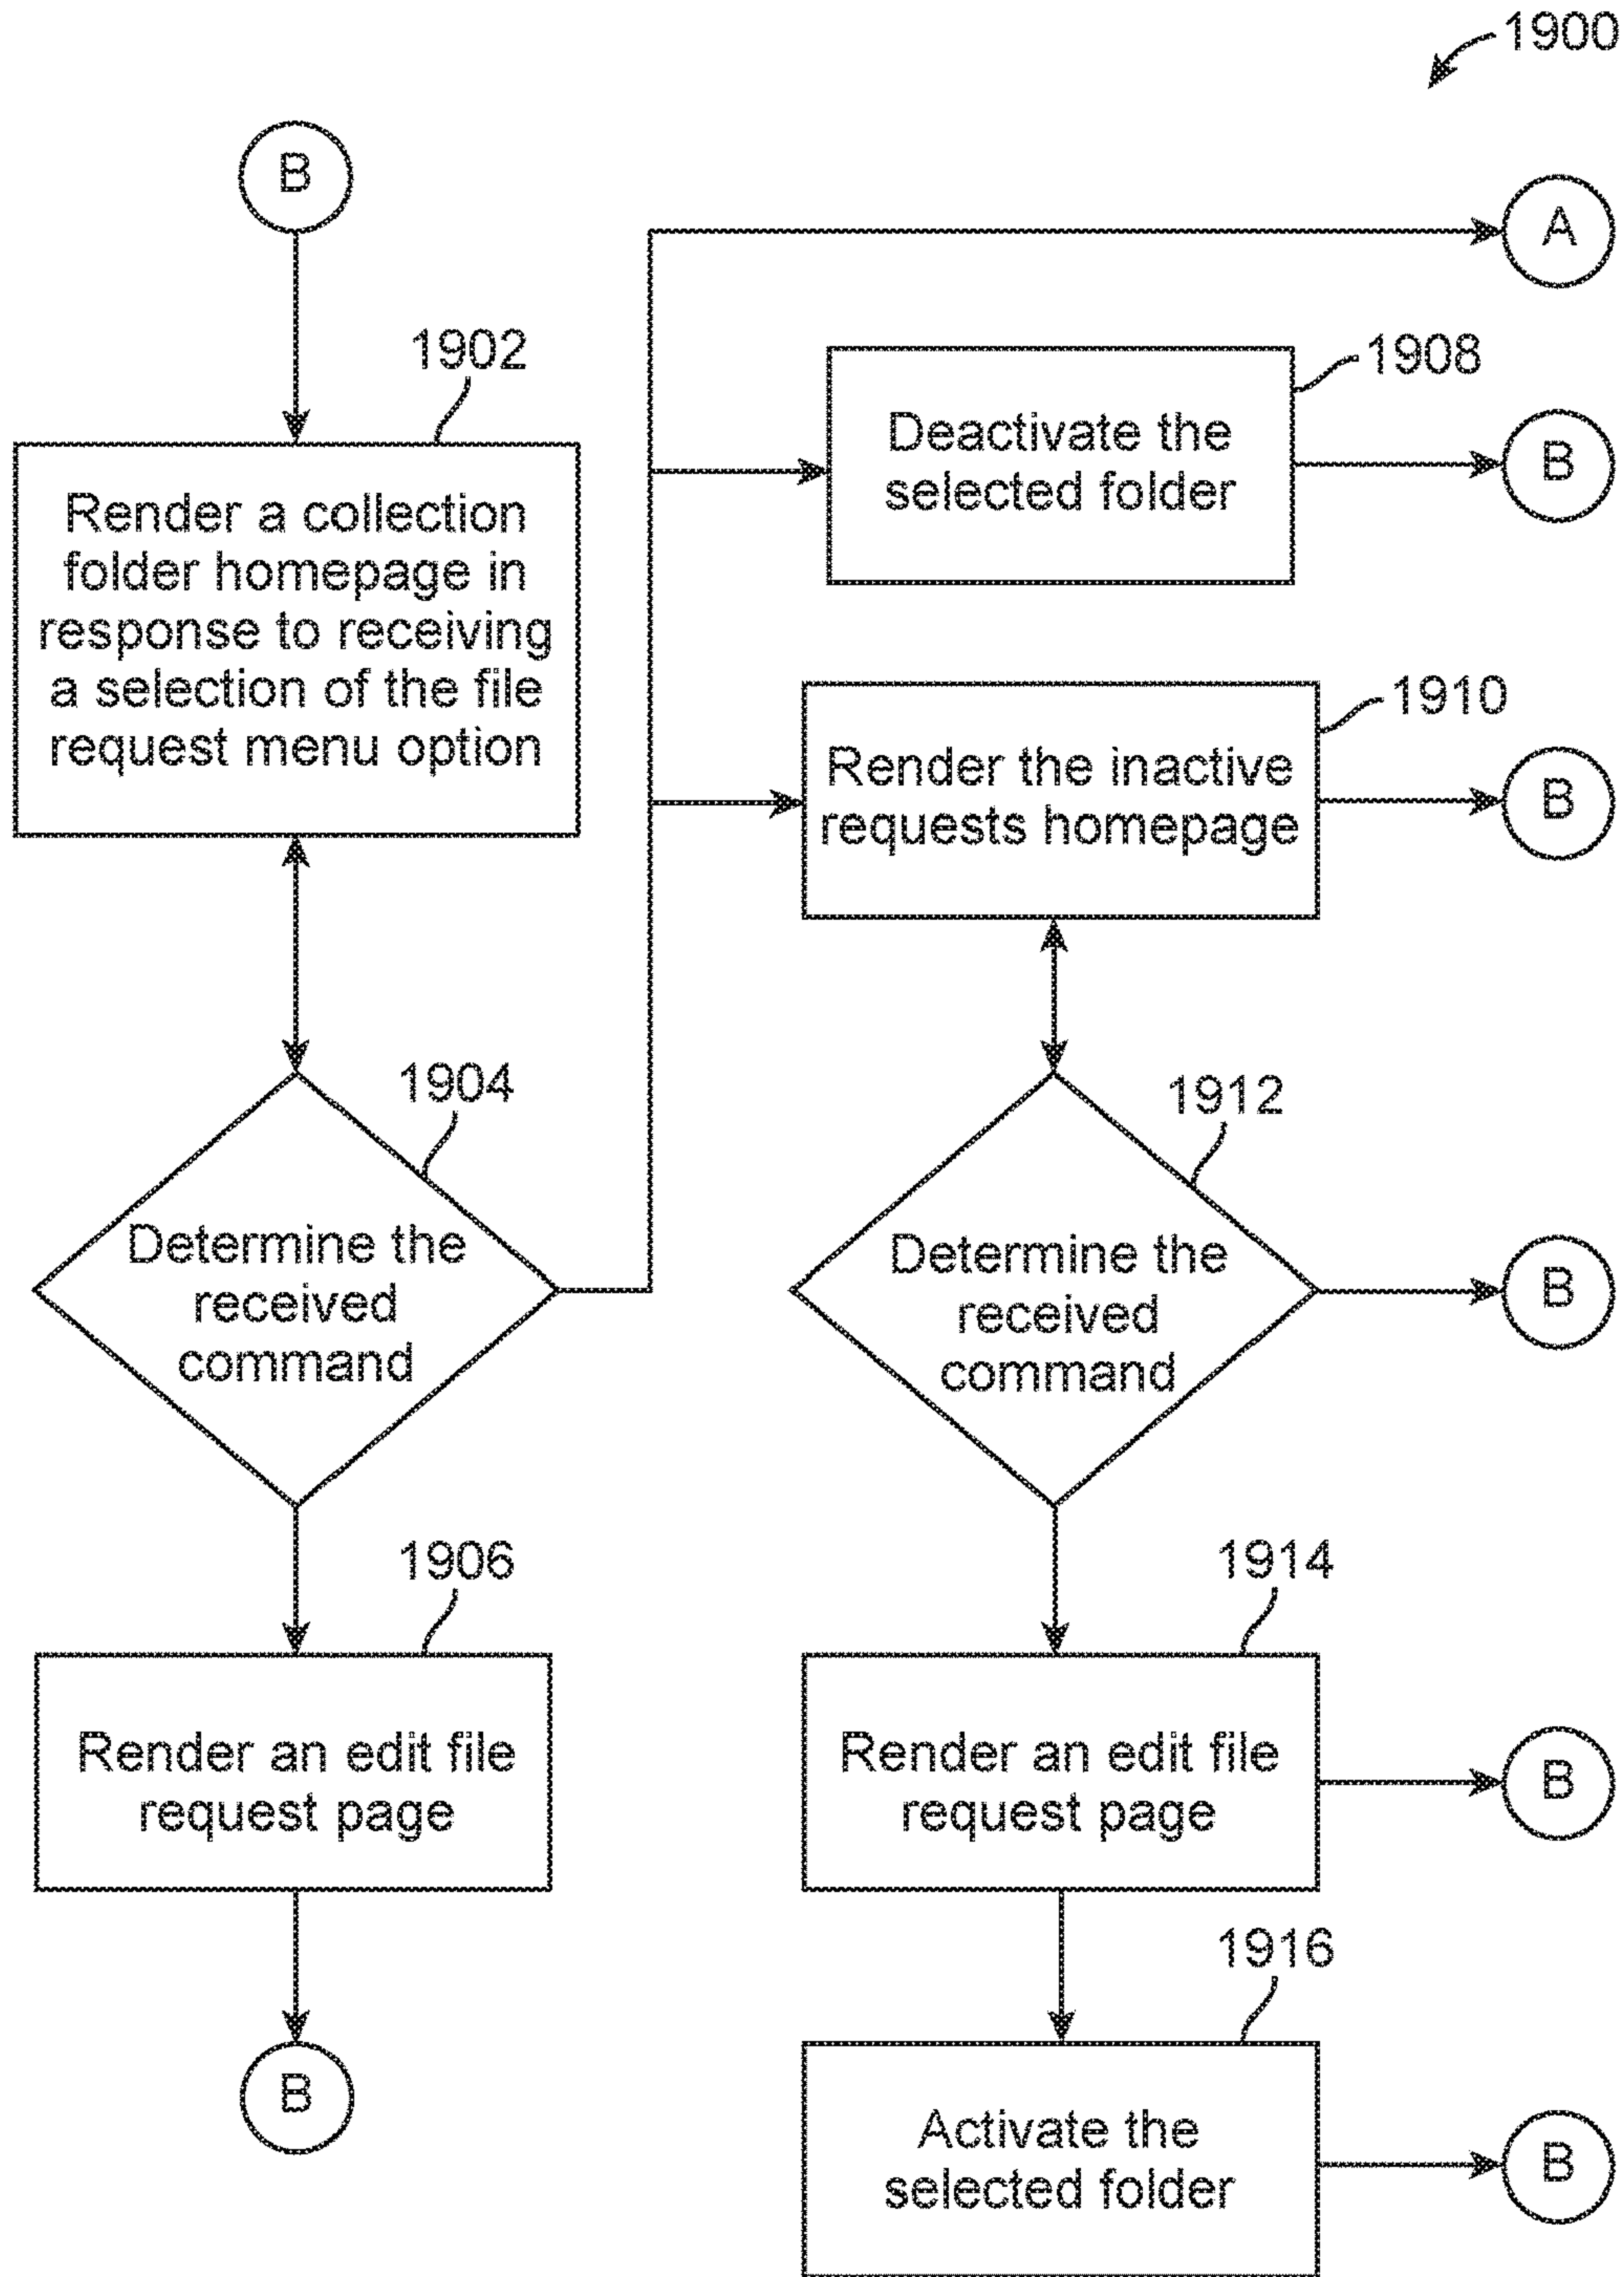 1900
B
A
1902
Render a collection
folder homepage in
response to receiving
a selection of the file
request menu option
1908
Deactivate the
selected folder
B
1910
Render the inactive
requests homepage
B
1904
Determine the
received
command
1912
Determine the
received
command
B
1906
Render an edit file
request page
1914
Render an edit file
request page
B
B
1916
Activate the
selected folder
B